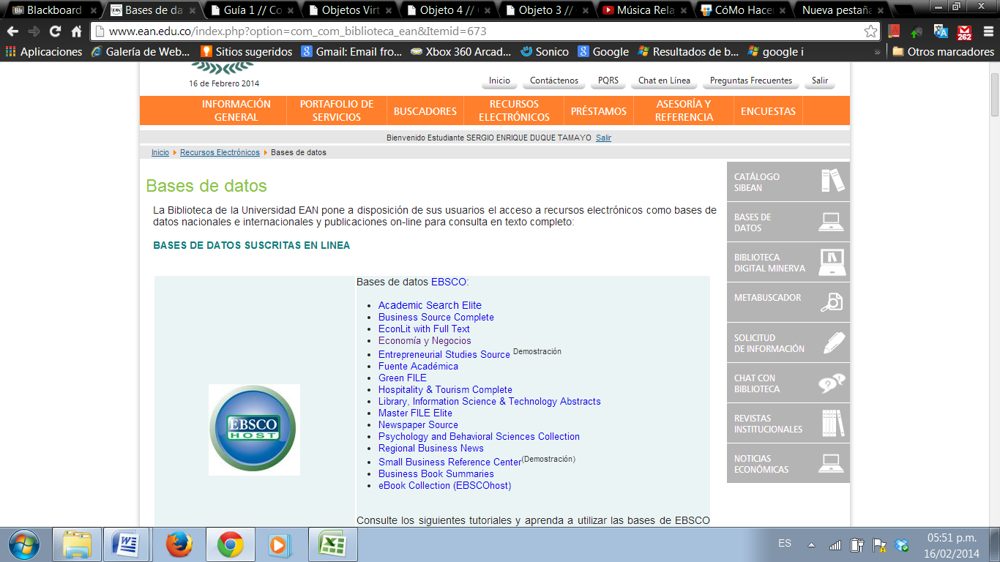 Blackboard
Bases de da
Guía 1 // Co
Objetos Virt
Objeto 4 //
Objeto 3 //
Música Rela
CóMo Hace
Nueva pestaña
www.ean.edu.co/index.php?option=com_com_biblioteca_ean&Itemid=673
262
Aplicaciones
Galería de Web...
Sitios sugeridos
Gmail: Email fro...
Xbox 360 Arcad...
Sonico
Google
Resultados de b...
google i
»
Otros marcadores
16 de Febrero 2014
Inicio
Contáctenos
PQRS
Chat en Línea
Preguntas Frecuentes
Salir
INFORMACIÓN
GENERAL
PORTAFOLIO DE
SERVICIOS
BUSCADORES
RECURSOS
ELECTRÓNICOS
PRÉSTAMOS
ASESORÍA Y
REFERENCIA
ENCUESTAS
Bienvenido Estudiante SERGIO ENRIQUE DUQUE TAMAYO Salir
Inicio Recursos Electrónicos Bases de datos
Bases de datos
La Biblioteca de la Universidad EAN pone a disposición de sus usuarios el acceso a recursos electrónicos como bases de
datos nacionales e internacionales y publicaciones on-line para consulta en texto completo:
BASES DE DATOS SUSCRITAS EN LINEA
EBSCO
HOST
Bases de datos EBSCO:
• Academic Search Elite
• Business Source Complete
• EconLit with Full Text
• Economía y Negocios
• Entrepreneurial Studies Source Demostración
• Fuente Académica
• Green FILE
• Hospitality & Tourism Complete
• Library, Information Science & Technology Abstracts
• Master FILE Elite
• Newspaper Source
• Psychology and Behavioral Sciences Collection
• Regional Business News
• Small Business Reference Center(Demostración)
• Business Book Summaries
• eBook Collection (EBSCOhost)
Consulte los siguientes tutoriales y aprenda a utilizar las bases de EBSCO
CATÁLOGO
SIBEAN
BASES DE
DATOS
BIBLIOTECA
DIGITAL MINERVA
METABUSCADOR
SOLICITUD
DE INFORMACIÓN
CHAT CON
BIBLIOTECA
REVISTAS
INSTITUCIONALES
NOTICIAS
ECONÓMICAS
ES
05:51 p.m.
16/02/2014